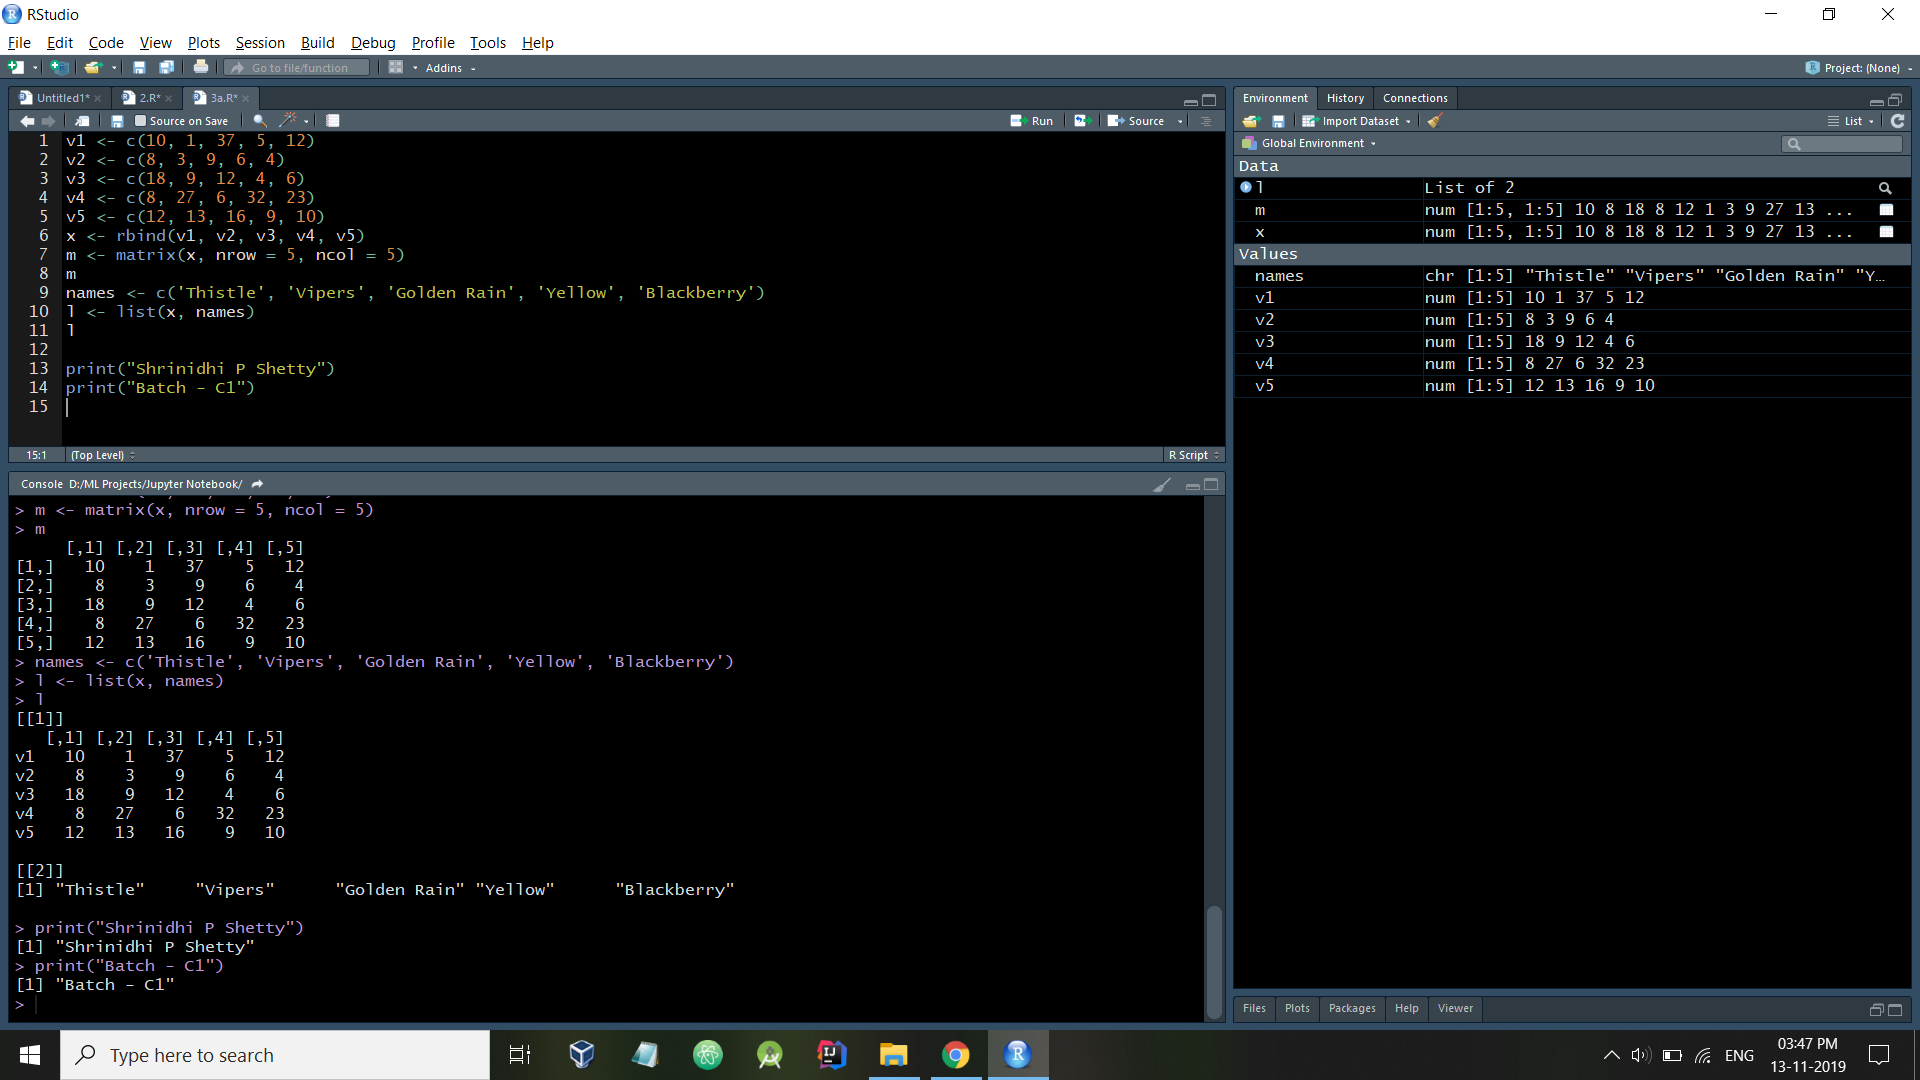 RStudio
File Edit Code View Plots Session Build Debug Profile Tools Help
Go to file/function Addins Project: (None)
Untitled1* 2.R* 3a.R*
Source on Save Run Source
1 v1 <- c(10, 1, 37, 5, 12)
2 v2 <- c(8, 3, 9, 6, 4)
3 v3 <- c(18, 9, 12, 4, 6)
4 v4 <- c(8, 27, 6, 32, 23)
5 v5 <- c(12, 13, 16, 9, 10)
6 x <- rbind(v1, v2, v3, v4, v5)
7 m <- matrix(x, nrow = 5, ncol = 5)
8 m
9 names <- c('Thistle', 'Vipers', 'Golden Rain', 'Yellow', 'Blackberry')
10 l <- list(x, names)
11 l
12
13 print("Shrinidhi P Shetty")
14 print("Batch - C1")
15
15:1 (Top Level) R Script
Console D:/ML Projects/Jupyter Notebook/
> m <- matrix(x, nrow = 5, ncol = 5)
> m
     [,1] [,2] [,3] [,4] [,5]
[1,]   10    1   37    5   12
[2,]    8    3    9    6    4
[3,]   18    9   12    4    6
[4,]    8   27    6   32   23
[5,]   12   13   16    9   10
> names <- c('Thistle', 'Vipers', 'Golden Rain', 'Yellow', 'Blackberry')
> l <- list(x, names)
> l
[[1]]
   [,1] [,2] [,3] [,4] [,5]
v1   10    1   37    5   12
v2    8    3    9    6    4
v3   18    9   12    4    6
v4    8   27    6   32   23
v5   12   13   16    9   10
[[2]]
[1] "Thistle"     "Vipers"      "Golden Rain" "Yellow"      "Blackberry"
> print("Shrinidhi P Shetty")
[1] "Shrinidhi P Shetty"
> print("Batch - C1")
[1] "Batch - C1"
>
Environment History Connections
Import Dataset List
Global Environment
Data
l List of 2
m num [1:5, 1:5] 10 8 18 8 12 1 3 9 27 13 ...
x num [1:5, 1:5] 10 8 18 8 12 1 3 9 27 13 ...
Values
names chr [1:5] "Thistle" "Vipers" "Golden Rain" "Y…
v1 num [1:5] 10 1 37 5 12
v2 num [1:5] 8 3 9 6 4
v3 num [1:5] 18 9 12 4 6
v4 num [1:5] 8 27 6 32 23
v5 num [1:5] 12 13 16 9 10
Files Plots Packages Help Viewer
Type here to search
ENG
03:47 PM
13-11-2019